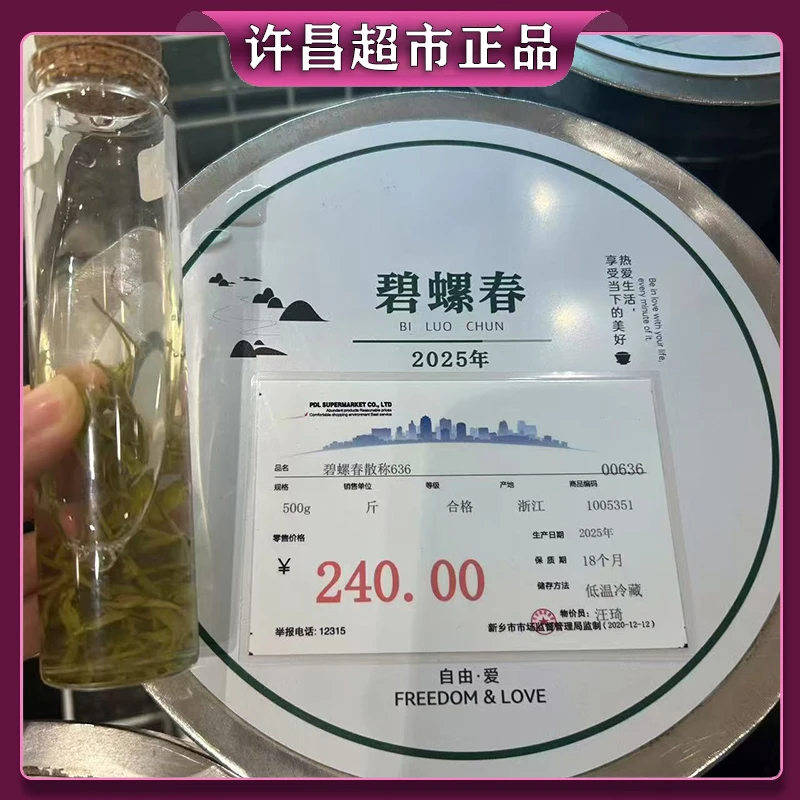 许昌超市正品
碧螺春
BI LUO CHUN
2025年
热爱生活,
享受当下的美好
Be in love with your life,
every minute of it.
PDL SUPERMARKET CO., LTD
Abundant products Reasonable prices
Comfortable shopping environment Best service
品名 碧螺春散称636 00636
规格 销售单位 等级 产地 商品编码
500g 斤 合格 浙江 1005351
零售价格 生产日期 2025年
¥ 240.00 保质期 18个月
储存方法 低温冷藏
物价员: 汪琦
举报电话: 12315 新乡市市场监督管理局监制(2020-12-12)
自由·爱
FREEDOM & LOVE